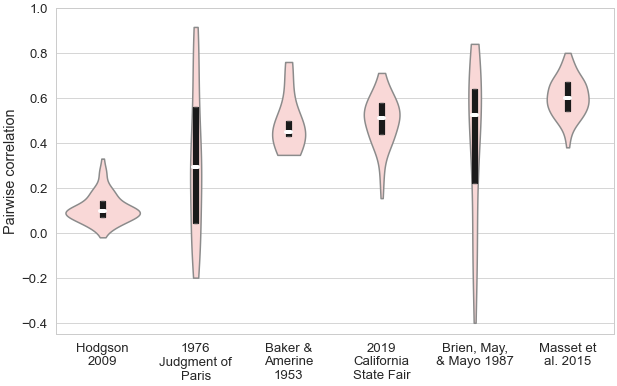 1.0
0.8
0.6
0.4
0.2
0.0
−0.2
−0.4
Pairwise correlation
Hodgson
2009
1976
Judgment of
Paris
Baker &
Amerine
1953
2019
California
State Fair
Brien, May,
& Mayo 1987
Masset et
al. 2015